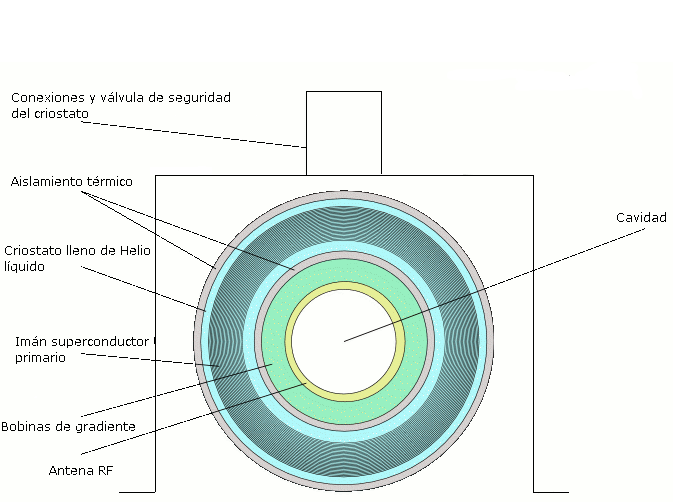 Conexiones y válvula de seguridad
del criostato
Aislamiento térmico
Cavidad
Criostato lleno de Helio
líquido
Imán superconductor
primario
Bobinas de gradiente
Antena RF